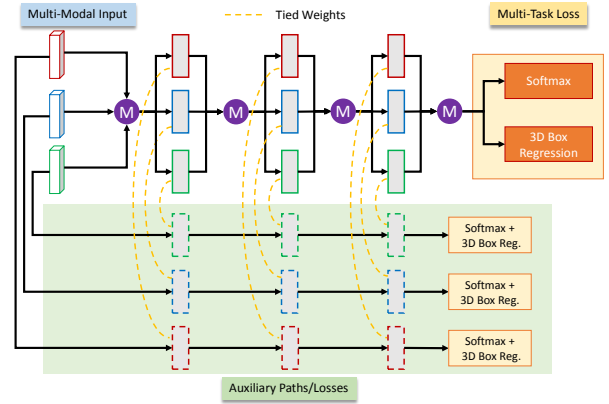 Multi-Modal Input
Tied Weights
Multi-Task Loss
M
M
M
M
Softmax
3D Box
Regression
Softmax +
3D Box Reg.
Softmax +
3D Box Reg.
Softmax +
3D Box Reg.
Auxiliary Paths/Losses